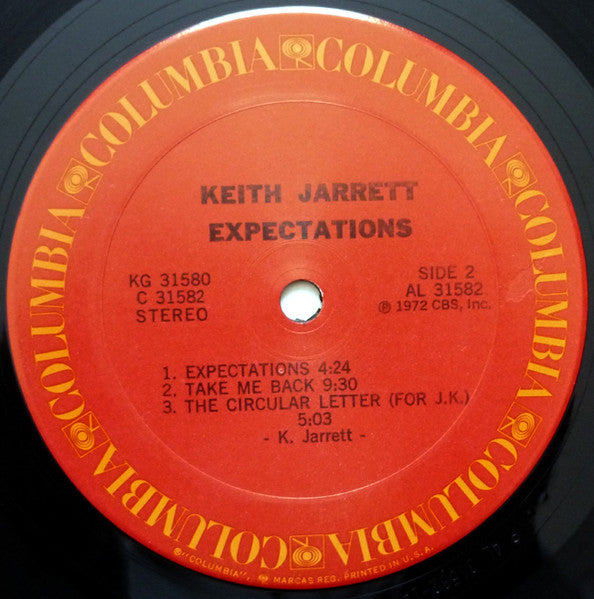 COLUMBIA COLUMBIA COLUMBIA COLUMBIA COLUMBIA COLUMBIA
KEITH JARRETT
EXPECTATIONS
KG 31580
C 31582
STEREO
SIDE 2
AL 31582
Ⓟ 1972 CBS, Inc.
1. EXPECTATIONS 4:24
2. TAKE ME BACK 9:30
3. THE CIRCULAR LETTER (FOR J.K.)
5:03
- K. Jarrett -
®"COLUMBIA", MARCAS REG. PRINTED IN U.S.A.